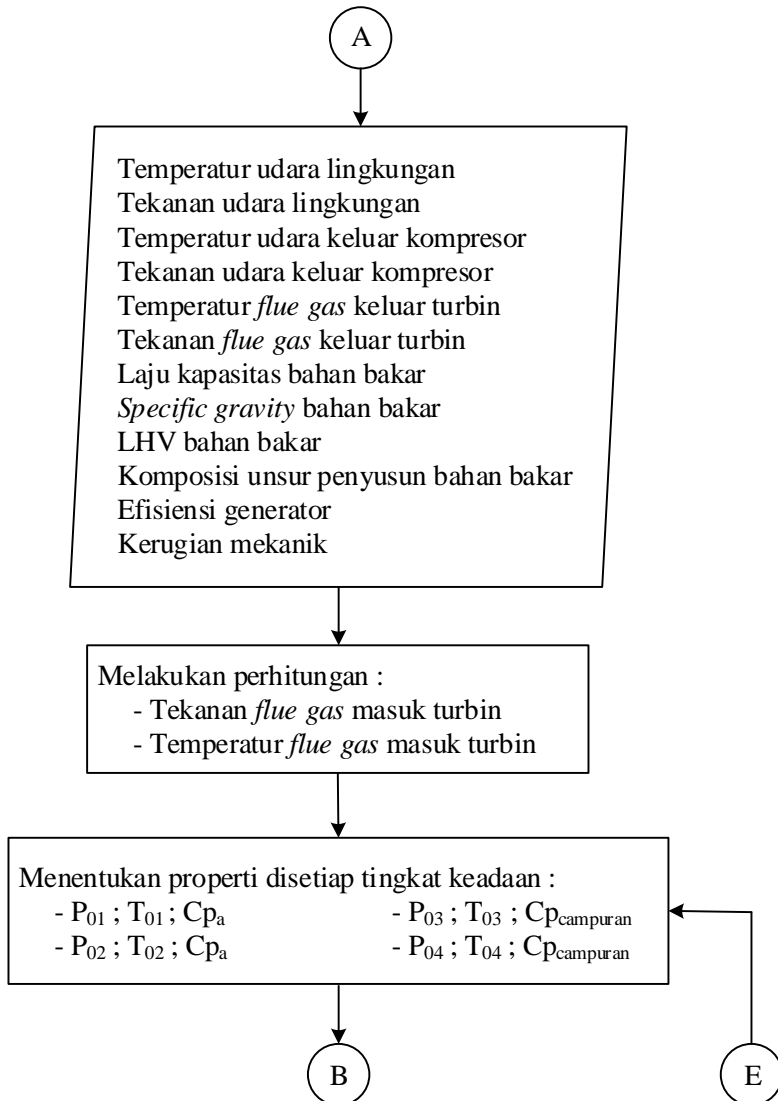 A
Temperatur udara lingkungan
Tekanan udara lingkungan
Temperatur udara keluar kompresor
Tekanan udara keluar kompresor
Temperatur flue gas keluar turbin
Tekanan flue gas keluar turbin
Laju kapasitas bahan bakar
Specific gravity bahan bakar
LHV bahan bakar
Komposisi unsur penyusun bahan bakar
Efisiensi generator
Kerugian mekanik
Melakukan perhitungan :
- Tekanan flue gas masuk turbin
- Temperatur flue gas masuk turbin
Menentukan properti disetiap tingkat keadaan :
- P01 ; T01 ; Cpa - P03 ; T03 ; Cpcampuran
- P02 ; T02 ; Cpa - P04 ; T04 ; Cpcampuran
B E